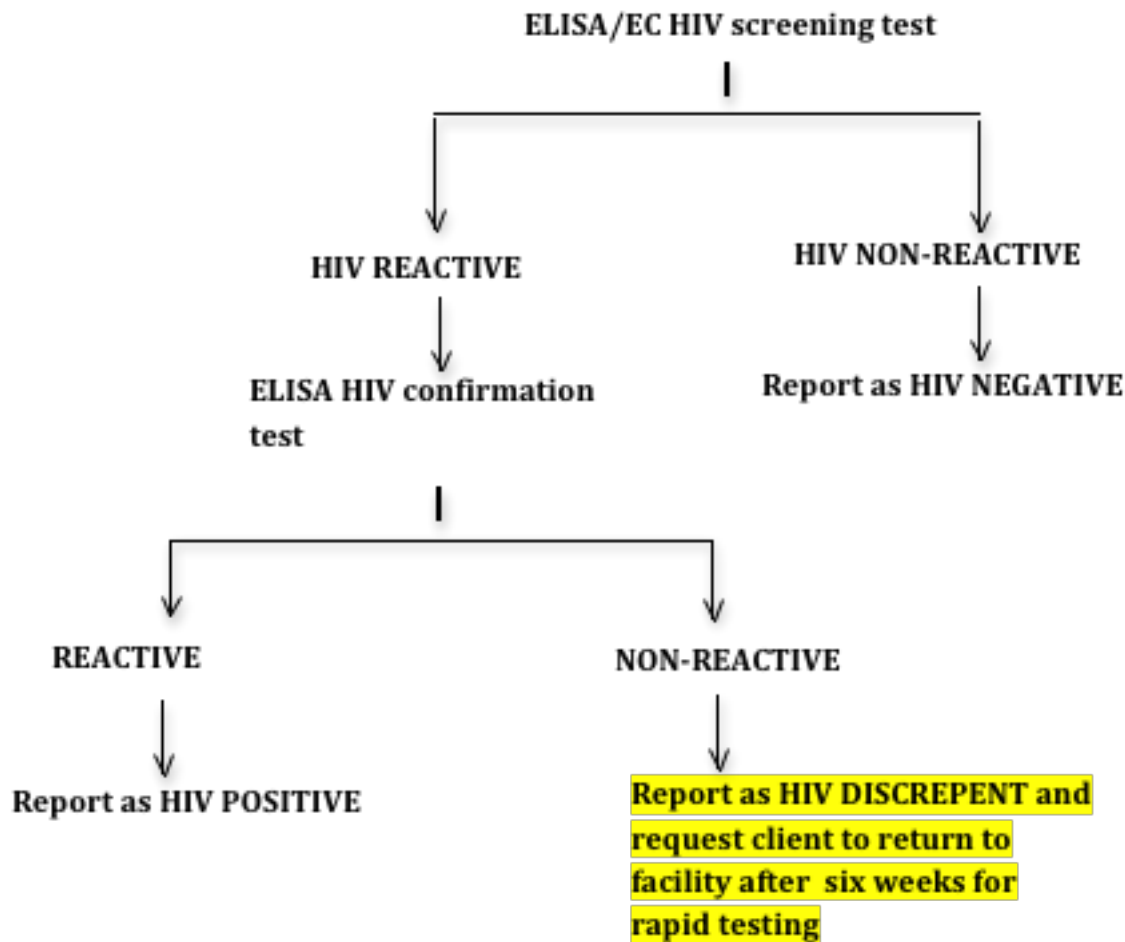 ELISA/EC HIV screening test
HIV REACTIVE
HIV NON-REACTIVE
ELISA HIV confirmation
test
Report as HIV NEGATIVE
REACTIVE
NON-REACTIVE
Report as HIV POSITIVE
Report as HIV DISCREPENT and
request client to return to
facility after six weeks for
rapid testing